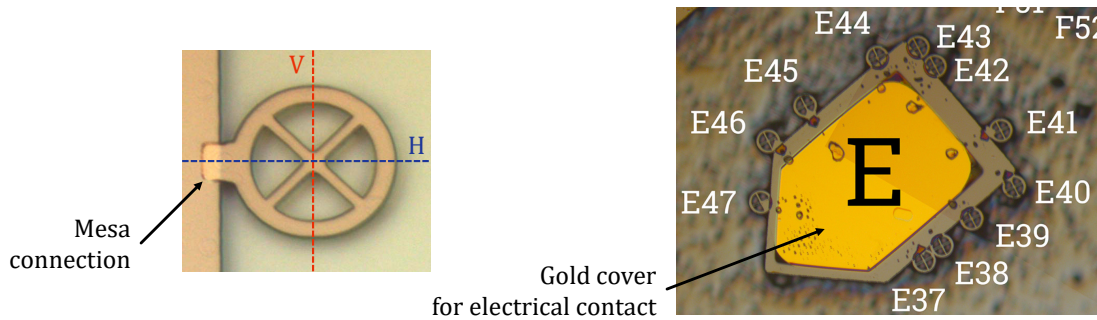 V
H
Mesa
connection
E44
E43
F52
E42
E45
E46
E41
E
E47
E40
E39
E38
E37
Gold cover
for electrical contact